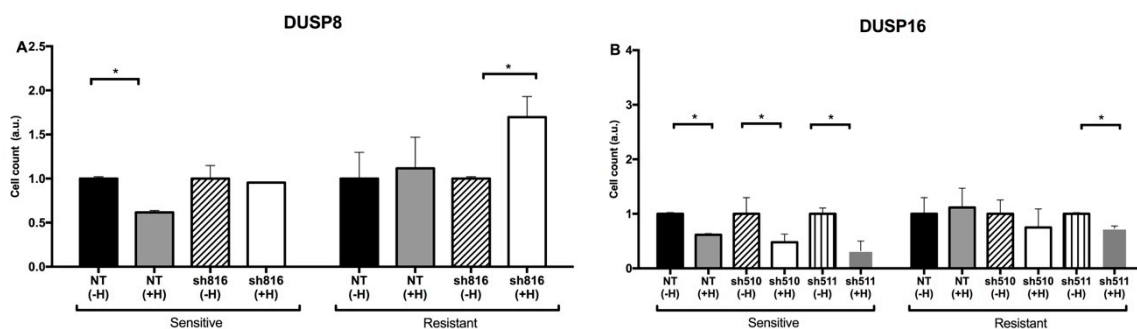 DUSP8
A
2.5
2.0
1.5
1.0
0.5
0.0
Cell count (a.u.)
*
*
NT (-H)
NT (+H)
sh816 (-H)
sh816 (+H)
NT (-H)
NT (+H)
sh816 (-H)
sh816 (+H)
Sensitive
Resistant
DUSP16
B
4
3
2
1
0
Cell count (a.u.)
*
*
*
*
NT (-H)
NT (+H)
sh510 (-H)
sh510 (+H)
sh511 (-H)
sh511 (+H)
NT (-H)
NT (+H)
sh510 (-H)
sh510 (+H)
sh511 (-H)
sh511 (+H)
Sensitive
Resistant